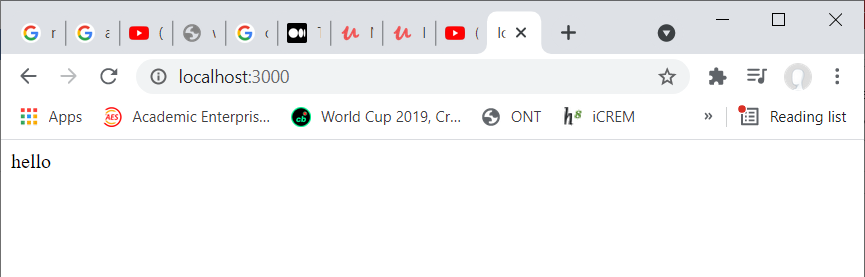 localhost:3000
Apps Academic Enterpris... World Cup 2019, Cr... ONT iCREM » Reading list
hello